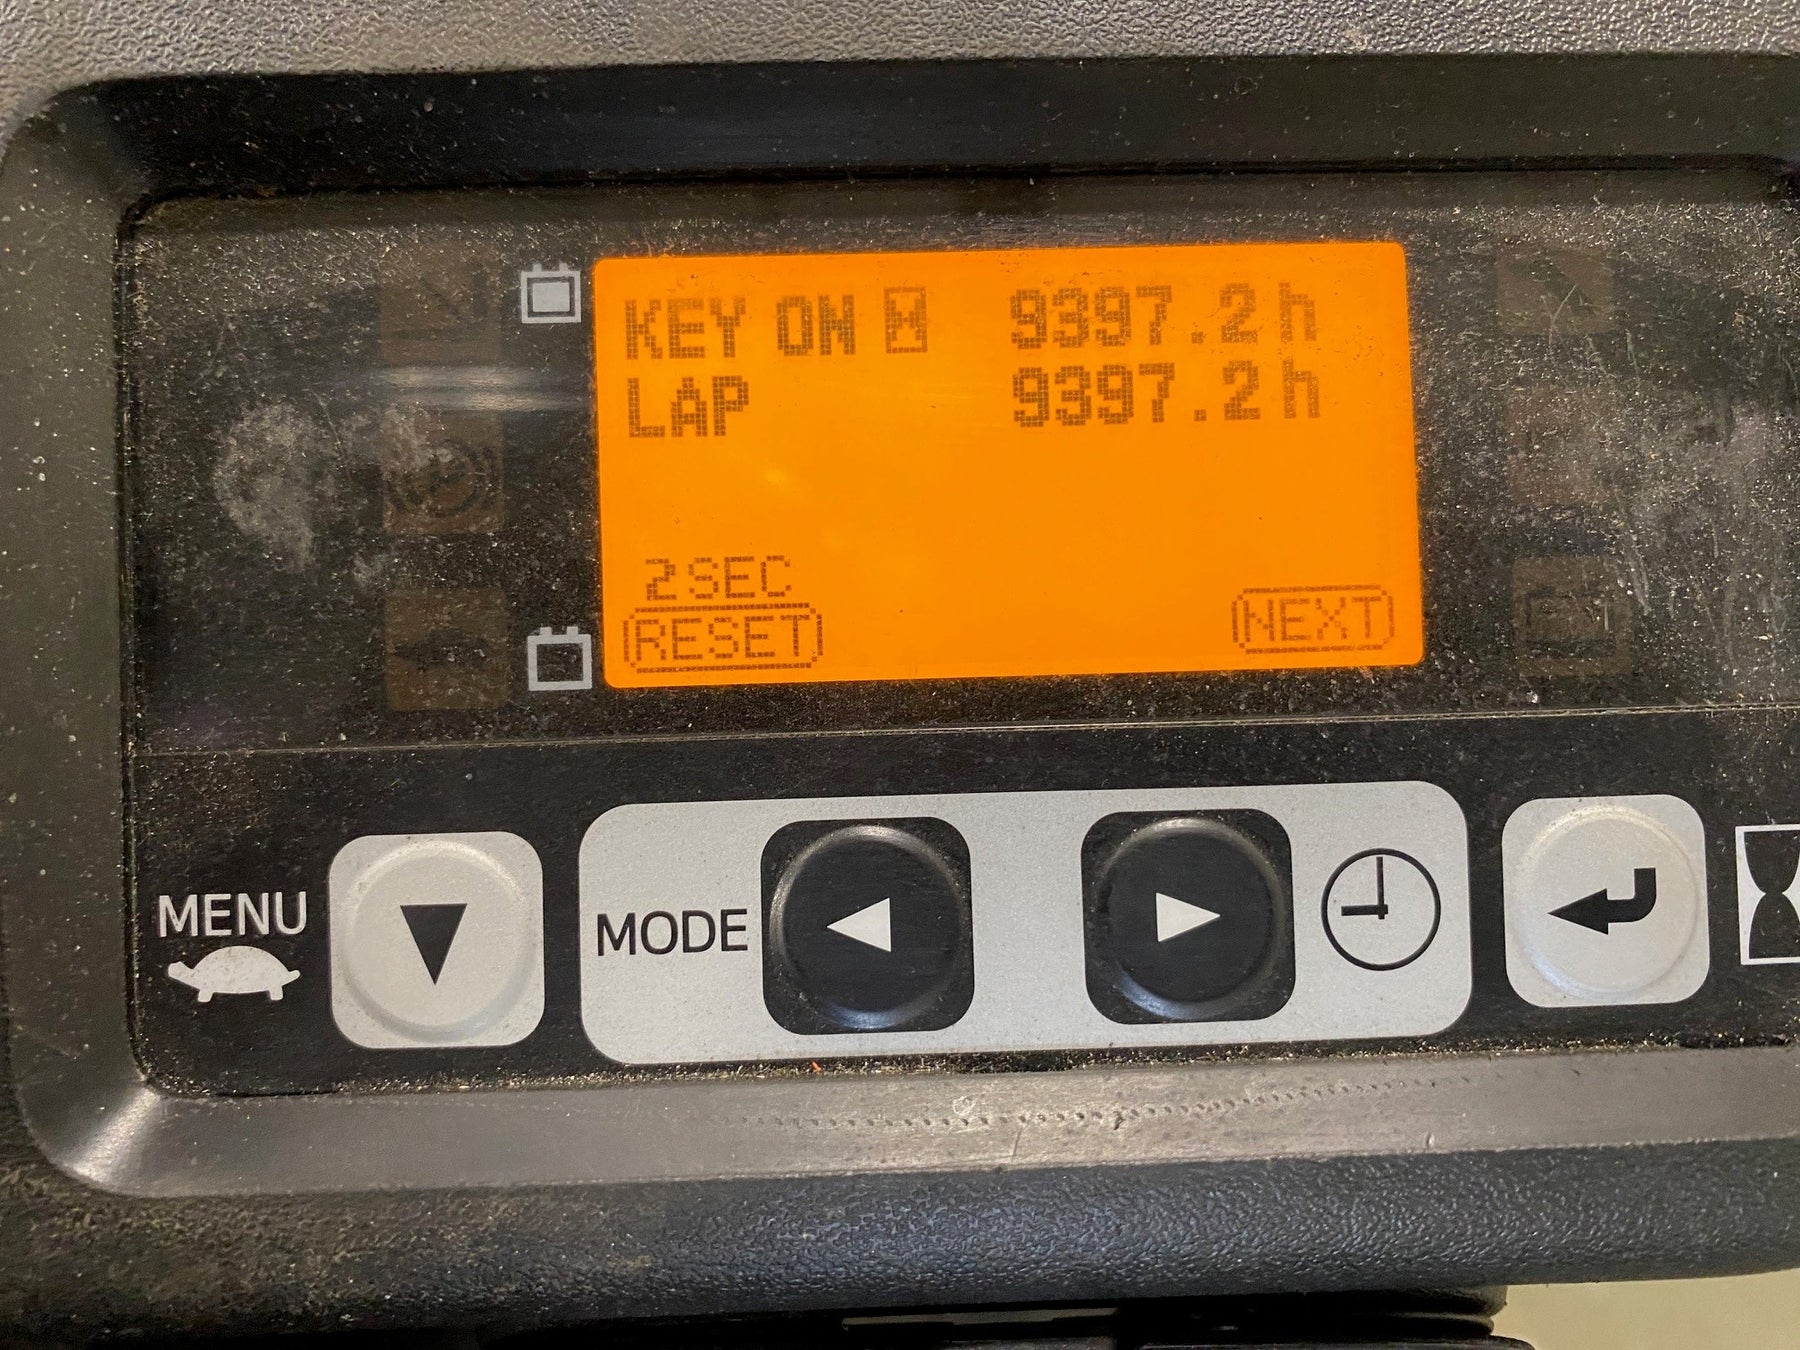 KEY ON 9397.2h
LAP 9397.2h
2SEC
RESET NEXT
MENU
MODE